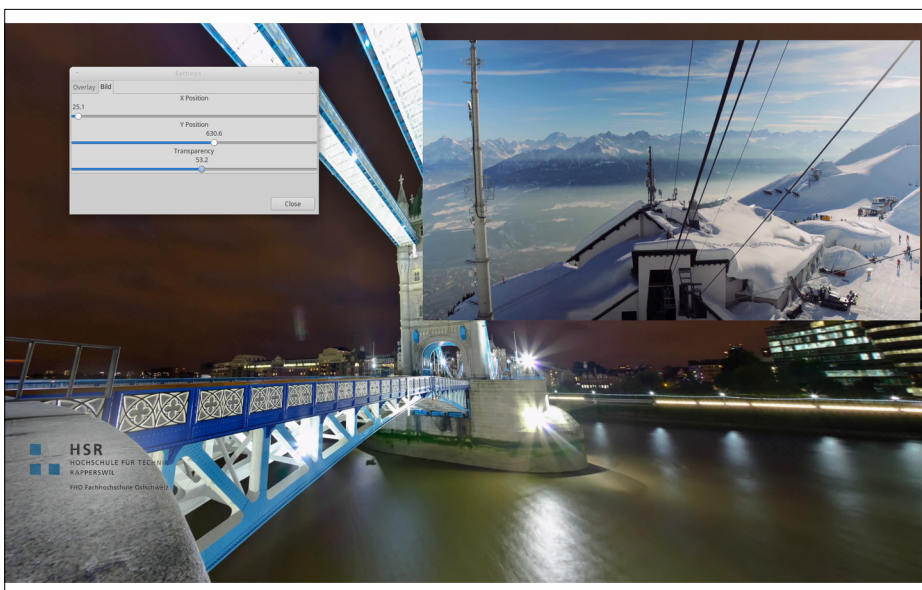 Settings
Overlay Bild
X Position
25.1
Y Position
630.6
Transparency
53.2
Close
HSR
HOCHSCHULE FÜR TECHNIK
RAPPERSWIL
FHO Fachhochschule Ostschweiz